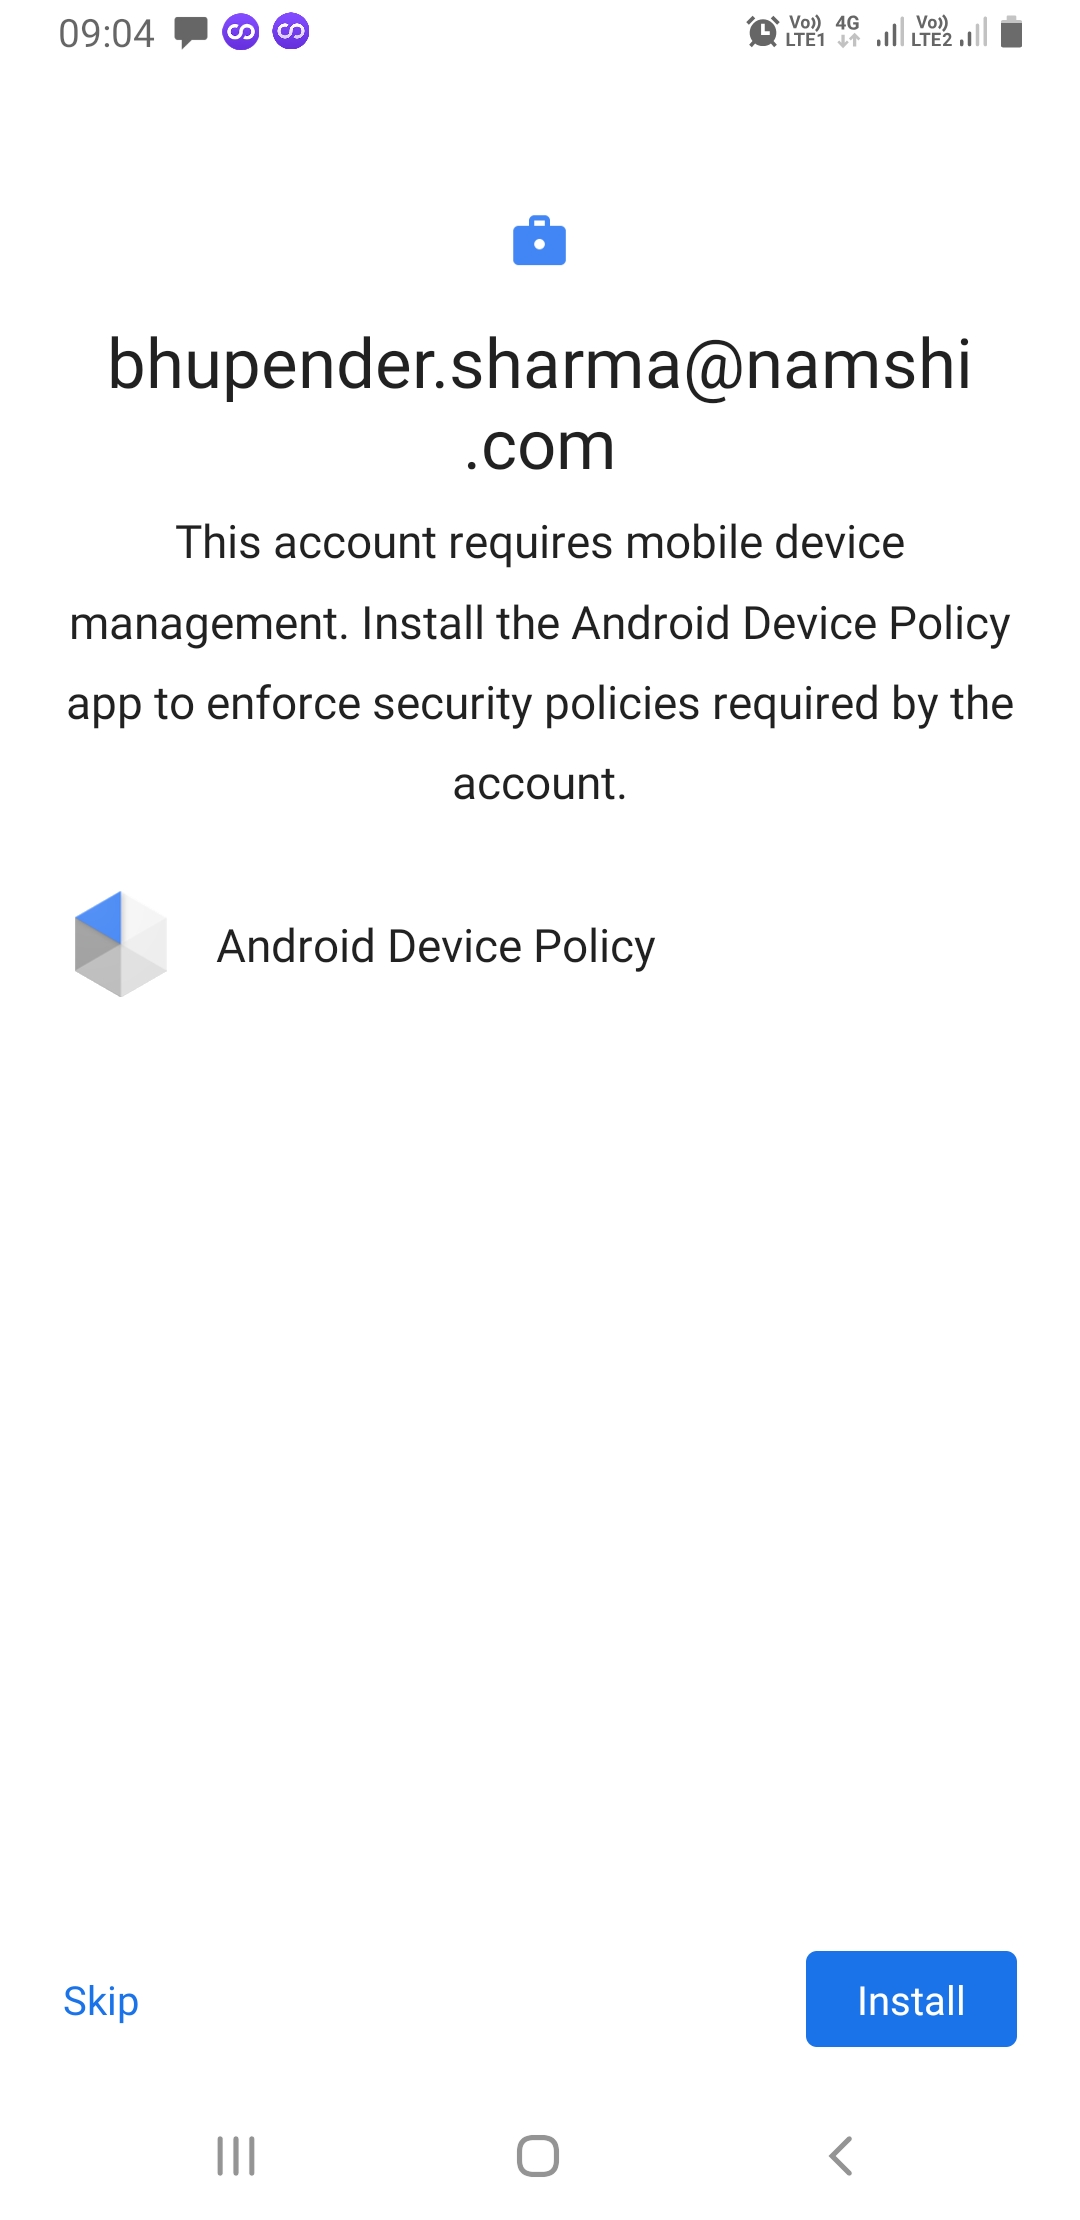 09:04 Vo)) LTE1 4G Vo)) LTE2
bhupender.sharma@namshi
.com
This account requires mobile device
management. Install the Android Device Policy
app to enforce security policies required by the
account.
Android Device Policy
Skip Install